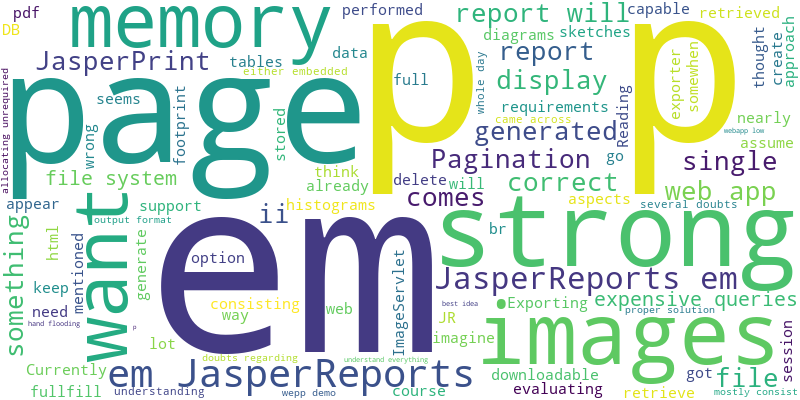 pdf
DB
memory
performed
report will
capable
retrieved
JasperPrint
tables
data
diagrams
sketches
report
either embedded
page
p
p
full
whole day
display
exporter
somewhen
thought
create
approach
allocating unrequired
seems
wrong
footprint
stored
requirements
came across
generated
Reading
nearly
webapp low
assume
file system
think
already
Pagination
go
single
delete
will
correct
web app
appear
support
histograms
comes
aspects
several doubts
output format
want
ii
em
strong
something
html
mentioned
generate
option
br
ImageServlet
keep
need
hand flooding
consisting
way
web
JasperReports em
best idea
Exporting
expensive queries
proper solution
p
lot
JR
imagine
images
session
Currently
doubts regarding
understand everything
em JasperReports
got
file
downloadable
evaluating
retrieve
mostly consist
fullfill
understanding
wepp demo
course